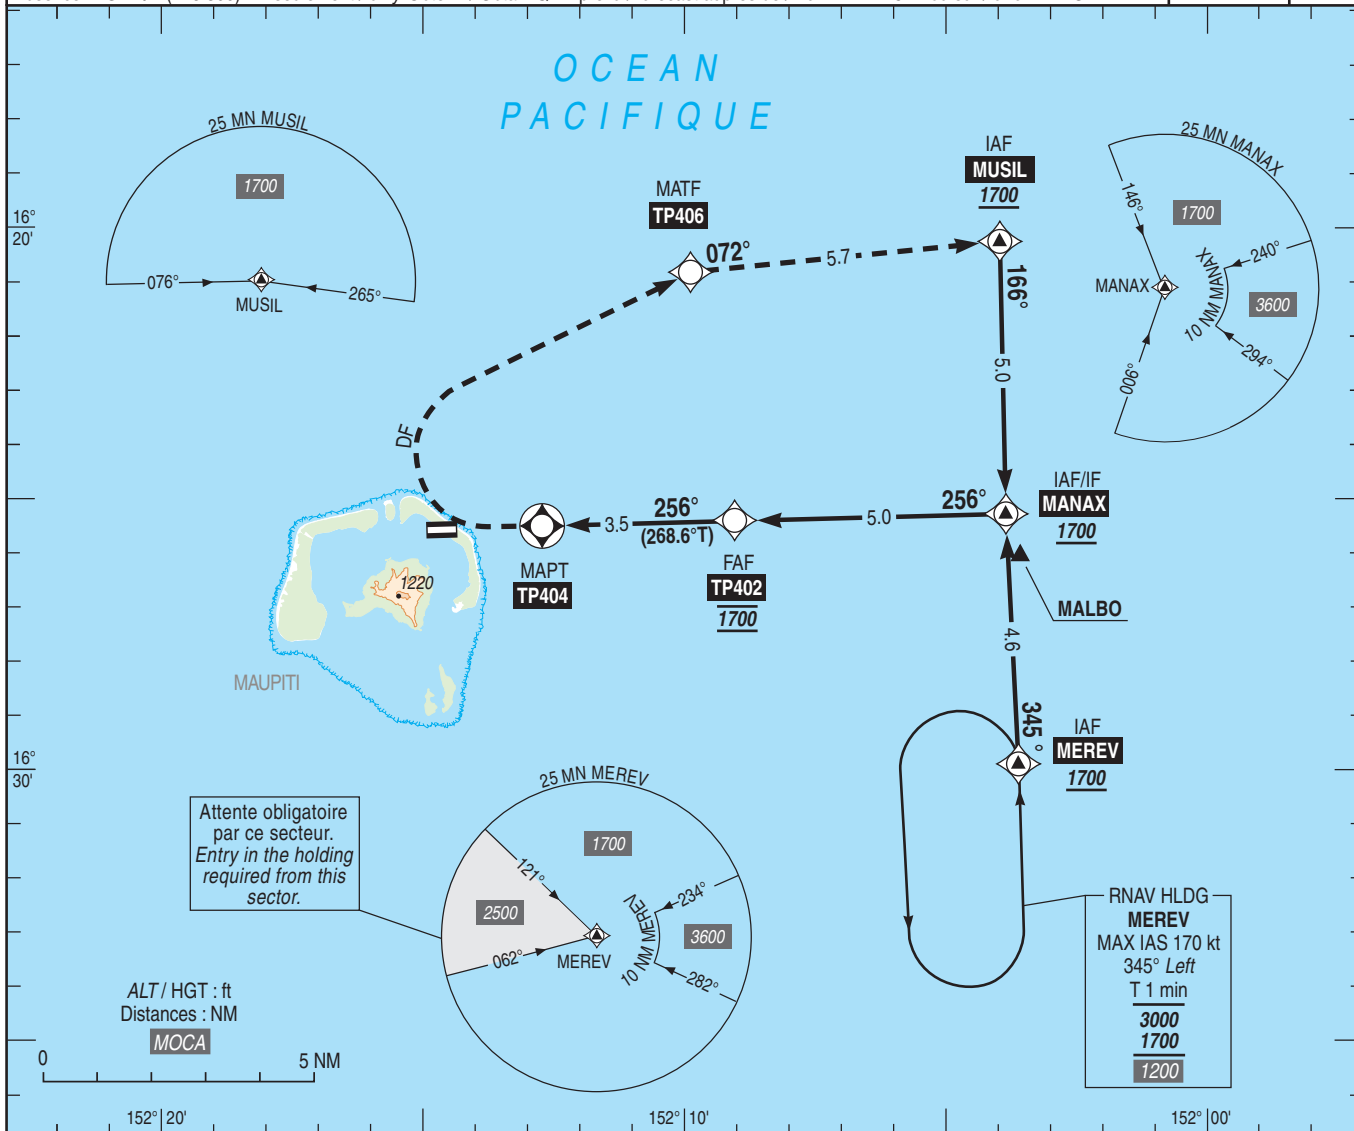 OCEAN
PACIFIQUE
25 MN MUSIL
1700
076°
265°
MUSIL
MATF
TP406
072°
5.7
IAF
MUSIL
1700
166°
5.0
25 MN MANAX
146°
1700
240°
MANAX
10 NM MANAX
3600
294°
006°
16°
20'
DF
256°
(268.6°T)
3.5
5.0
256°
IAF/IF
MANAX
1700
MAPT
TP404
FAF
TP402
1700
MALBO
4.6
1220
MAUPITI
345°
IAF
MEREV
1700
16°
30'
Attente obligatoire
par ce secteur.
Entry in the holding
required from this
sector.
25 MN MEREV
1700
121°
2500
062°
MEREV
10 NM MEREV
234°
3600
282°
RNAV HLDG
MEREV
MAX IAS 170 kt
345° Left
T 1 min
3000
1700
1200
ALT / HGT : ft
Distances : NM
MOCA
0
5 NM
152° 20'
152° 10'
152° 00'